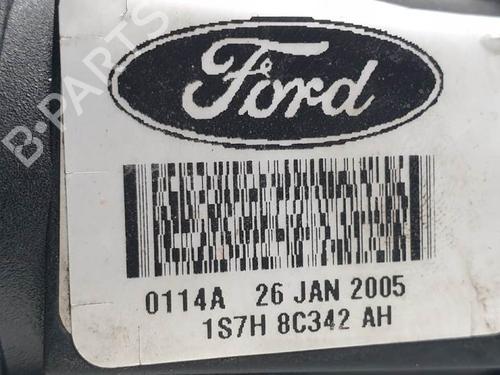 Ford
B-PARTS
0114A 26 JAN 2005
1S7H 8C342 AH